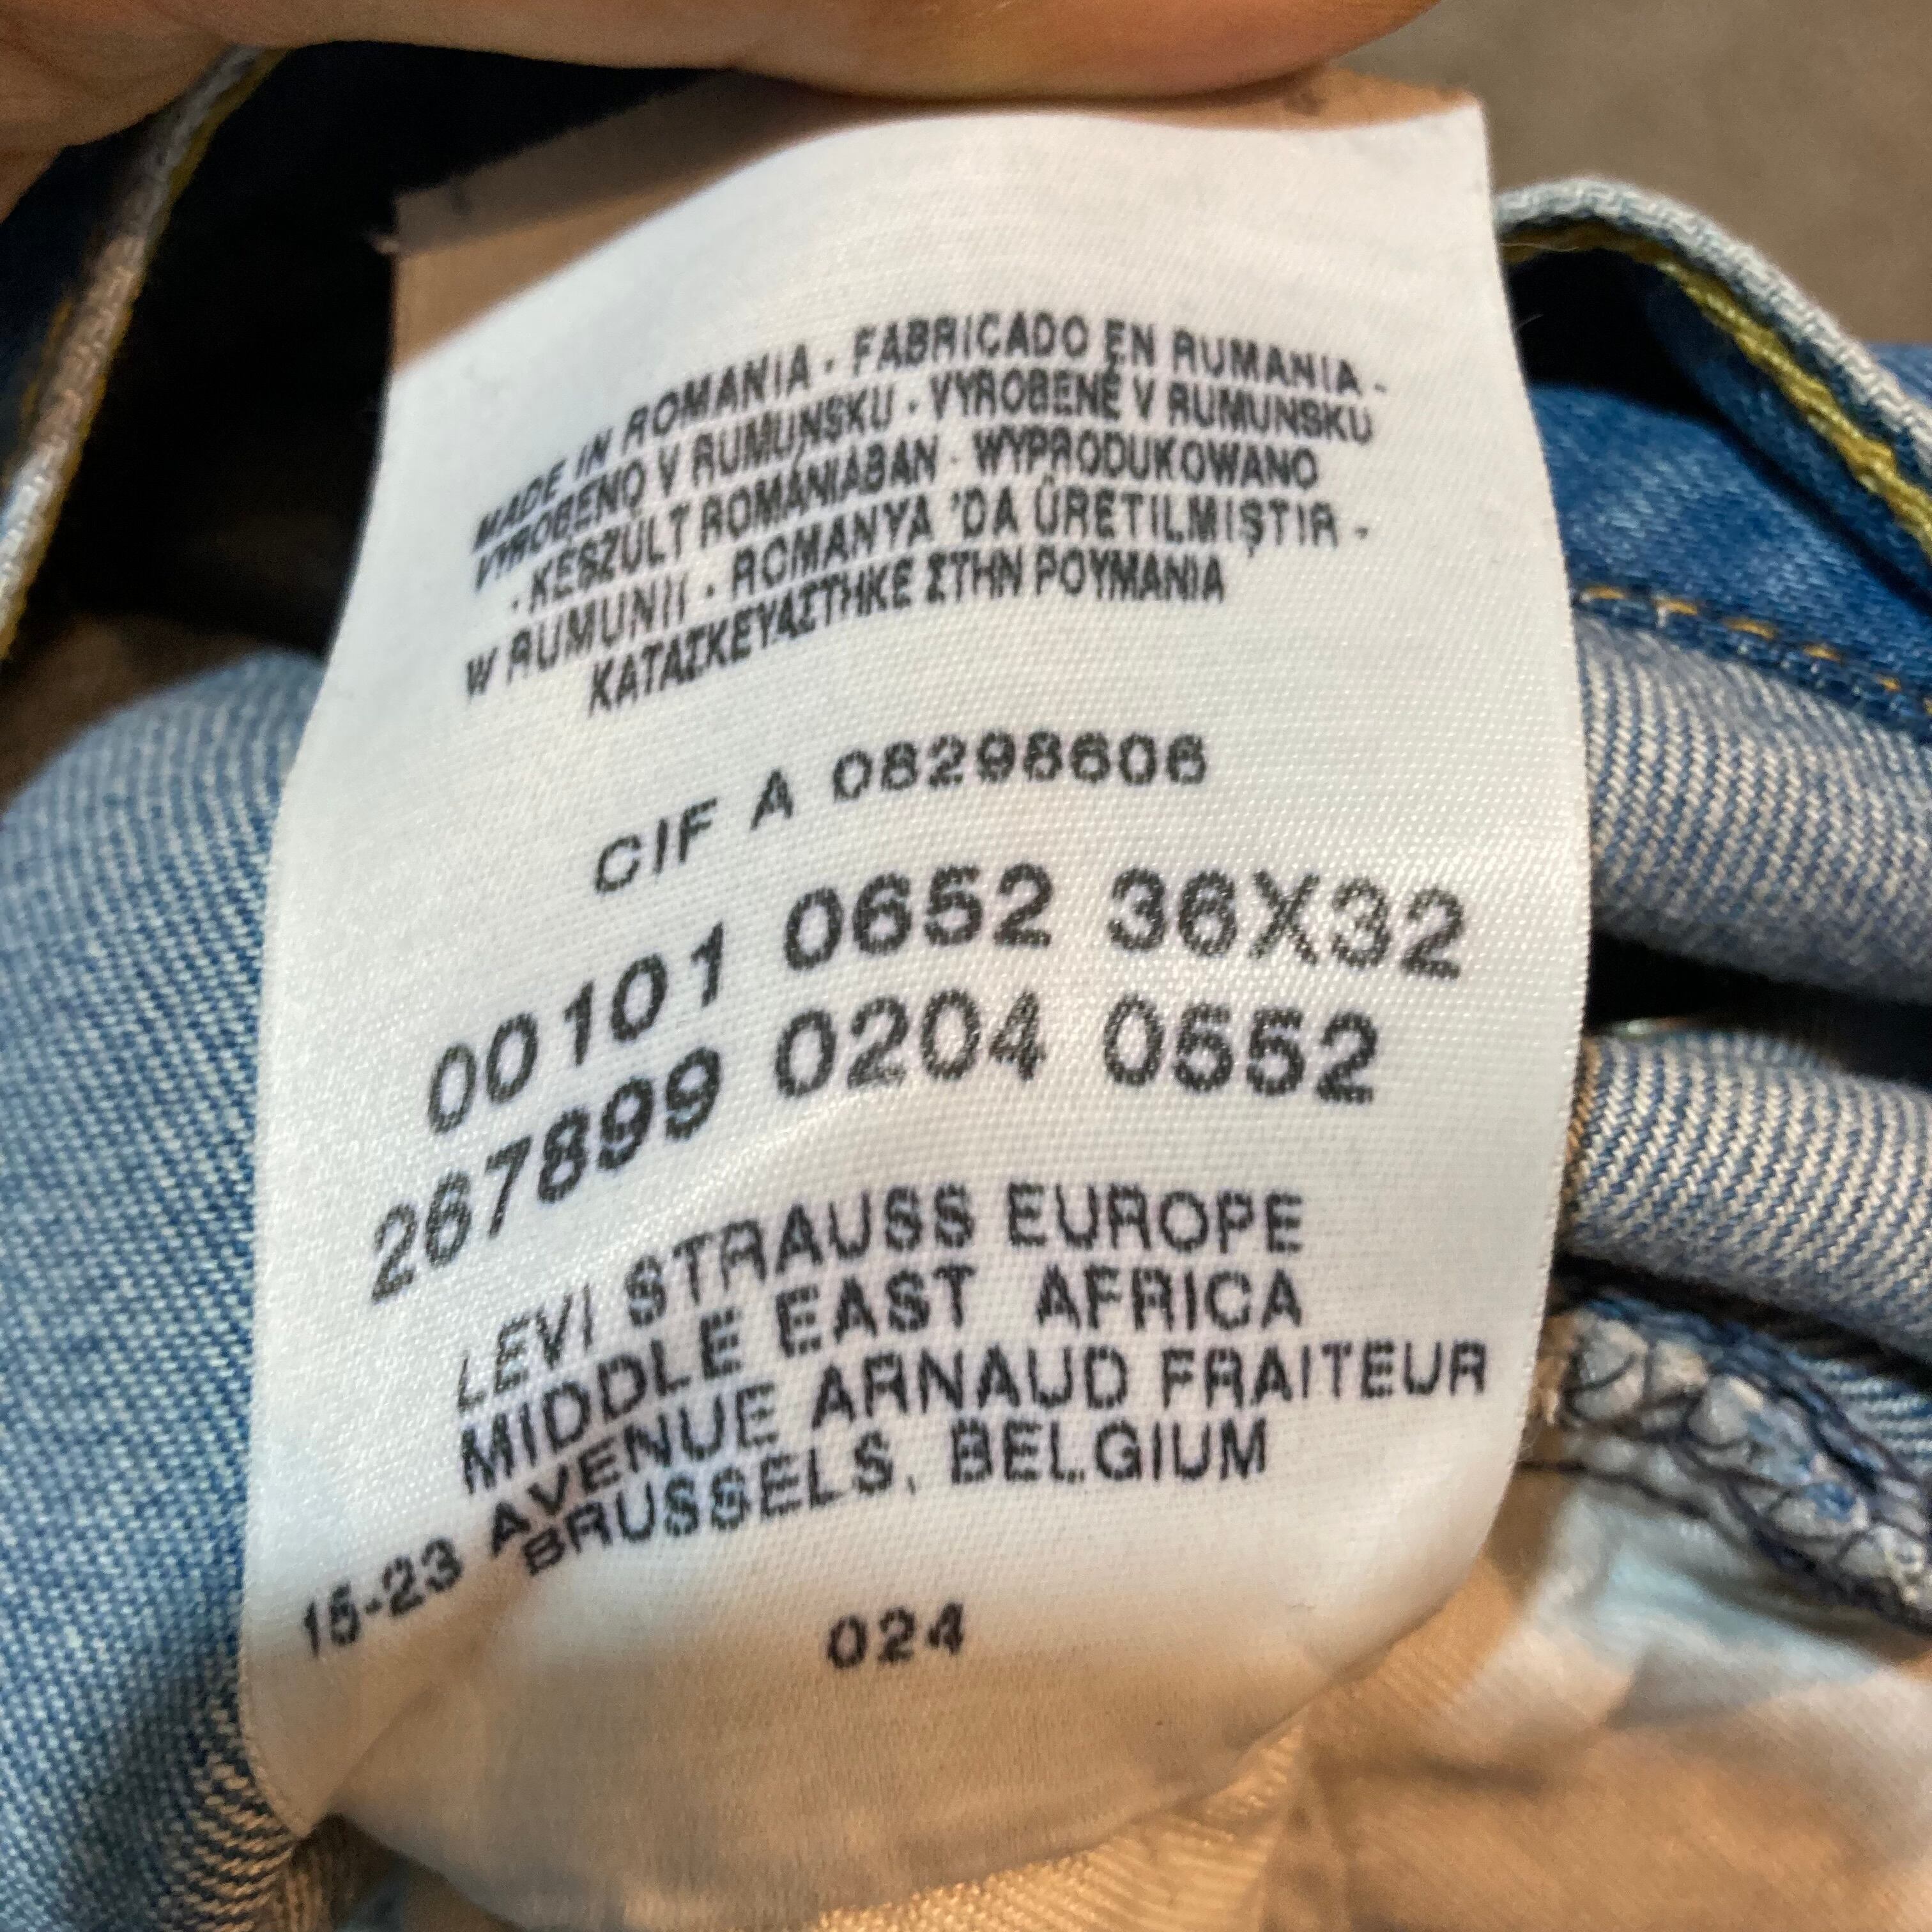 MADE IN ROMANIA - FABRICADO EN RUMANIA -
VYROBENO V RUMUNSKU - VYROBENÉ V RUMUNSKU
- KESZÜLT ROMÁNIABAN - WYPRODUKOWANO
W RUMUNII - ROMANYA 'DA ÜRETILMIŞTIR -
ΚΑΤΑΣΚΕΥΑΣΤΗΚΕ ΣΤΗΝ ΡΟΥΜΑΝΙΑ
CIF A 08298606
00101 0652 36X32
267899 0204 0552
LEVI STRAUSS EUROPE
MIDDLE EAST AFRICA
15-23 AVENUE ARNAUD FRAITEUR
BRUSSELS, BELGIUM
024